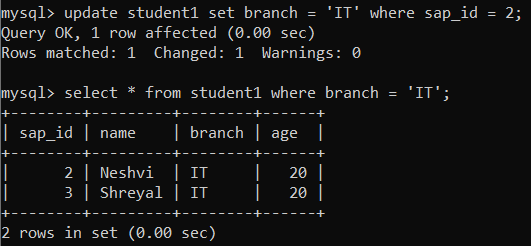 mysql> update student1 set branch = 'IT' where sap_id = 2;
Query OK, 1 row affected (0.00 sec)
Rows matched: 1  Changed: 1  Warnings: 0

mysql> select * from student1 where branch = 'IT';
+--------+---------+--------+------+
| sap_id | name    | branch | age  |
+--------+---------+--------+------+
|      2 | Neshvi  | IT     |   20 |
|      3 | Shreyal | IT     |   20 |
+--------+---------+--------+------+
2 rows in set (0.00 sec)